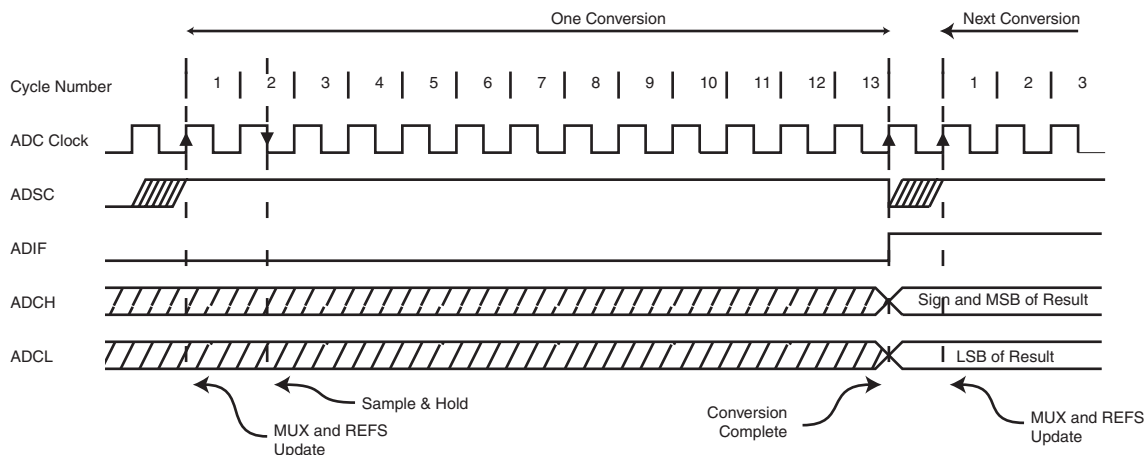 One Conversion
Next Conversion
Cycle Number 1 2 3 4 5 6 7 8 9 10 11 12 13 1 2 3
ADC Clock
ADSC
ADIF
ADCH
Sign and MSB of Result
ADCL
LSB of Result
Sample & Hold
MUX and REFS
Update
Conversion
Complete
MUX and REFS
Update